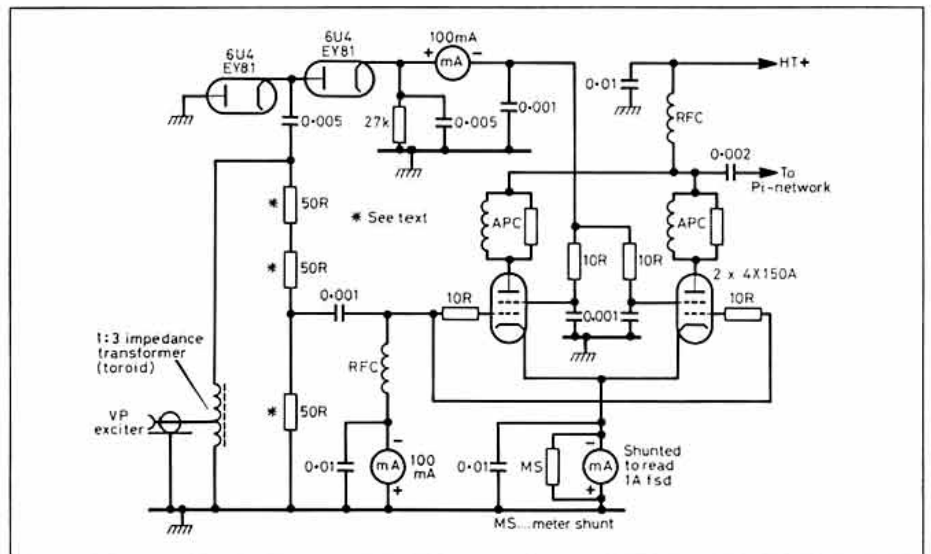 6U4
EY81
6U4
EY81
100mA
+
mA
-
HT+
0·01
0·005
27k
0·005
0·001
RFC
0·002
To
Pi-network
* 50R
* See text
APC
APC
* 50R
10R
10R
2 x 4X150A
0·001
10R
0·001
10R
1:3 impedance
transformer
(toroid)
RFC
VP
exciter
* 50R
0·01
-
mA
+
100
mA
0·01
MS
-
mA
+
Shunted
to read
1A fsd
MS....meter shunt